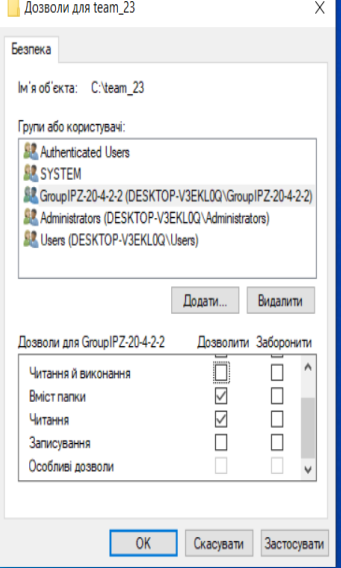 Дозволи для team_23
Безпека
Ім'я об'єкта: C:\team_23
Групи або користувачі:
Authenticated Users
SYSTEM
GroupIPZ-20-4-2-2 (DESKTOP-V3EKL0Q\GroupIPZ-20-4-2-2)
Administrators (DESKTOP-V3EKL0Q\Administrators)
Users (DESKTOP-V3EKL0Q\Users)
Додати... Видалити
Дозволи для GroupIPZ-20-4-2-2 Дозволити Заборонити
Читання й виконання
Вміст папки
Читання
Записування
Особливі дозволи
OK Скасувати Застосувати